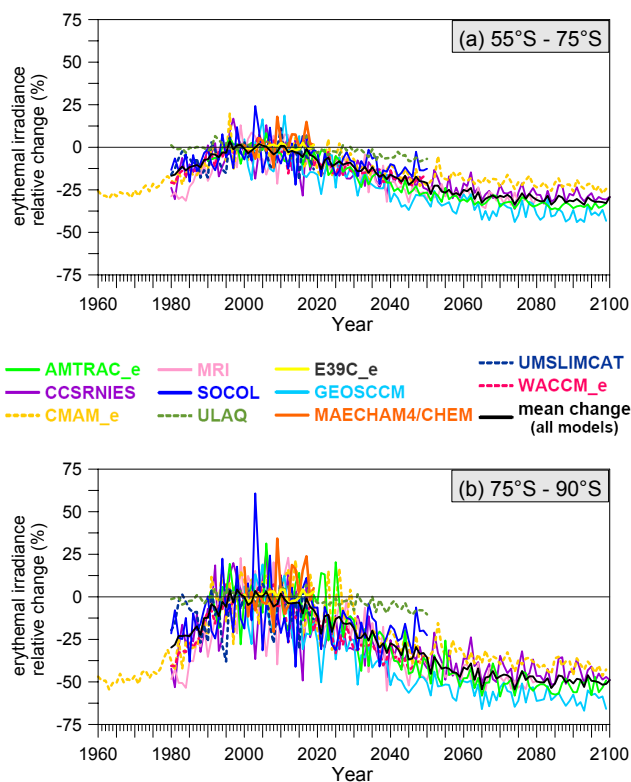 75
50
25
0
-25
-50
-75
erythemal irradiance
relative change (%)
(a) 55°S - 75°S
1960 1980 2000 2020 2040 2060 2080 2100
Year
AMTRAC_e MRI E39C_e UMSLIMCAT
CCSRNIES SOCOL GEOSCCM WACCM_e
CMAM_e ULAQ MAECHAM4/CHEM mean change
(all models)
75
50
25
0
-25
-50
-75
erythemal irradiance
relative change (%)
(b) 75°S - 90°S
1960 1980 2000 2020 2040 2060 2080 2100
Year